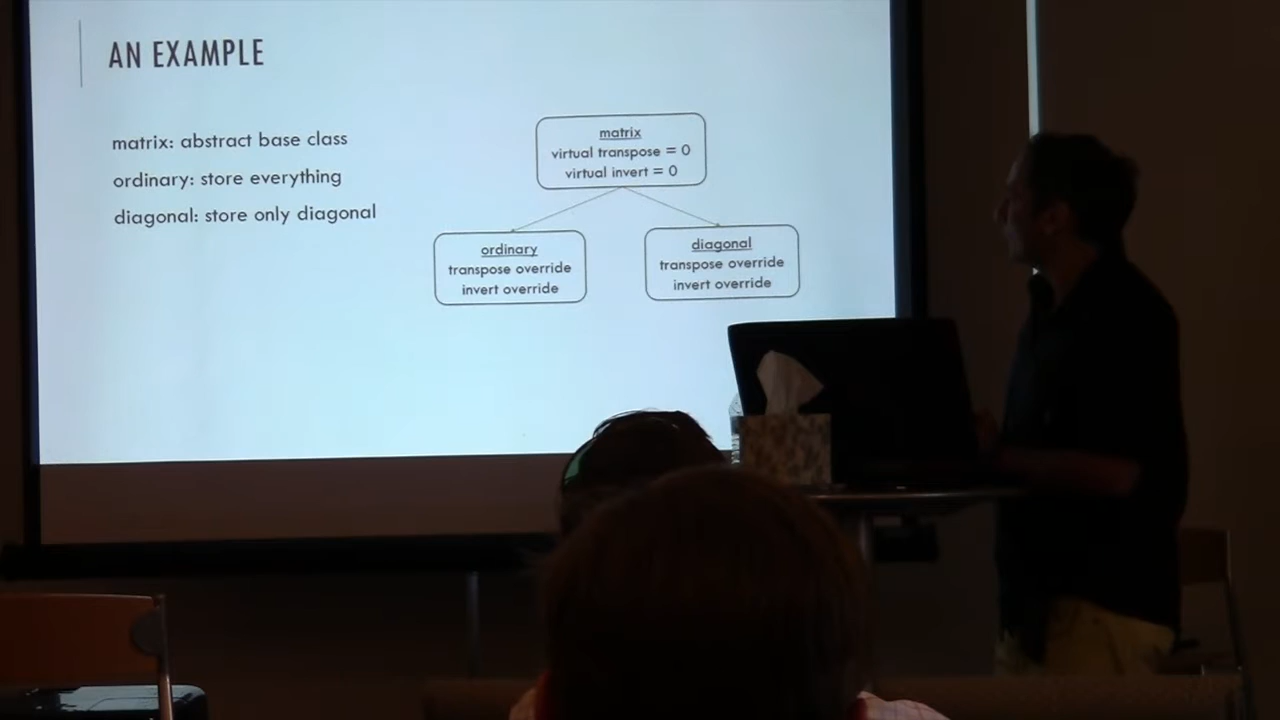 AN EXAMPLE
matrix: abstract base class
ordinary: store everything
diagonal: store only diagonal
matrix
virtual transpose = 0
virtual invert = 0
ordinary
transpose override
invert override
diagonal
transpose override
invert override